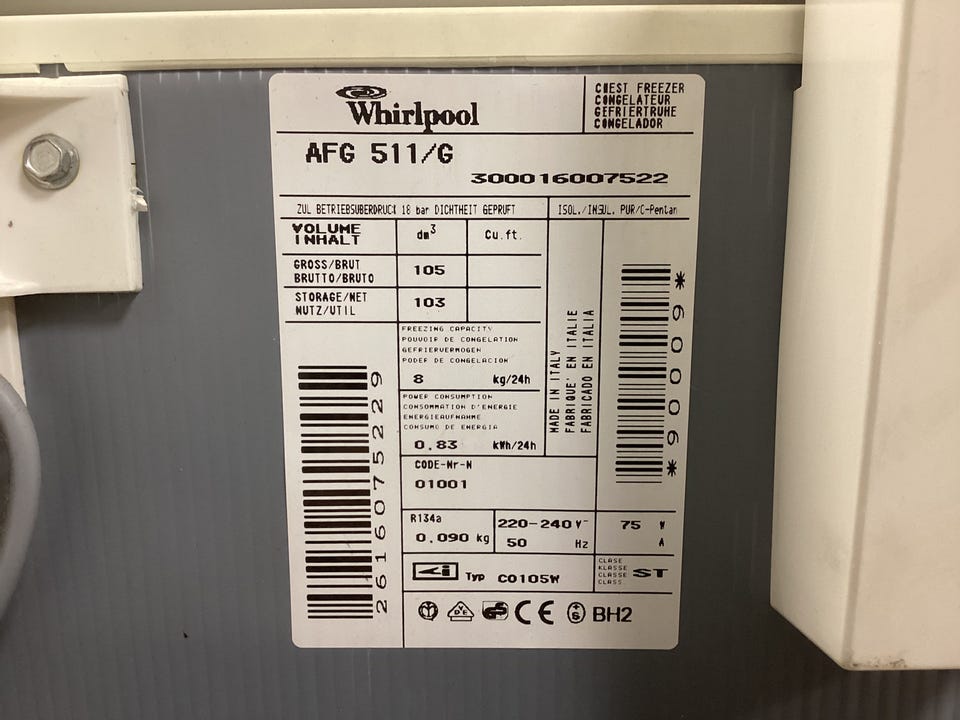 Whirlpool
CHEST FREEZER
CONGELATEUR
GEFRIERTRUHE
CONGELADOR
AFG 511/G
300016007522
ZUL BETRIEBSUBERDRUCK 18 bar DICHTHEIT GEPRUFT
ISOL./INSUL. PUR/C-Pentan
VOLUME
INHALT
dm³
Cu.ft.
GROSS/BRUT
BRUTTO/BRUTO
105
STORAGE/NET
NUTZ/UTIL
103
FREEZING CAPACITY
POUVOIR DE CONGELATION
GEFRIERVERMOGEN
PODER DE CONGELACION
8 kg/24h
POWER CONSUMPTION
CONSOMMATION D'ENERGIE
ENERGIEAUFNAHME
CONSUMO DE ENERGIA
0.83 kWh/24h
MADE IN ITALY
FABRIQUE' EN ITALIE
FABRICADO EN ITALIA
*60006*
2616075229
CODE-Nr-N
01001
R134a
0.090 kg
220-240 V~
50 Hz
75 W
A
Typ C0105W
CLASE
KLASSE
CLASSE
CLASS
ST
VDE
GS
CE
+
S
BH2